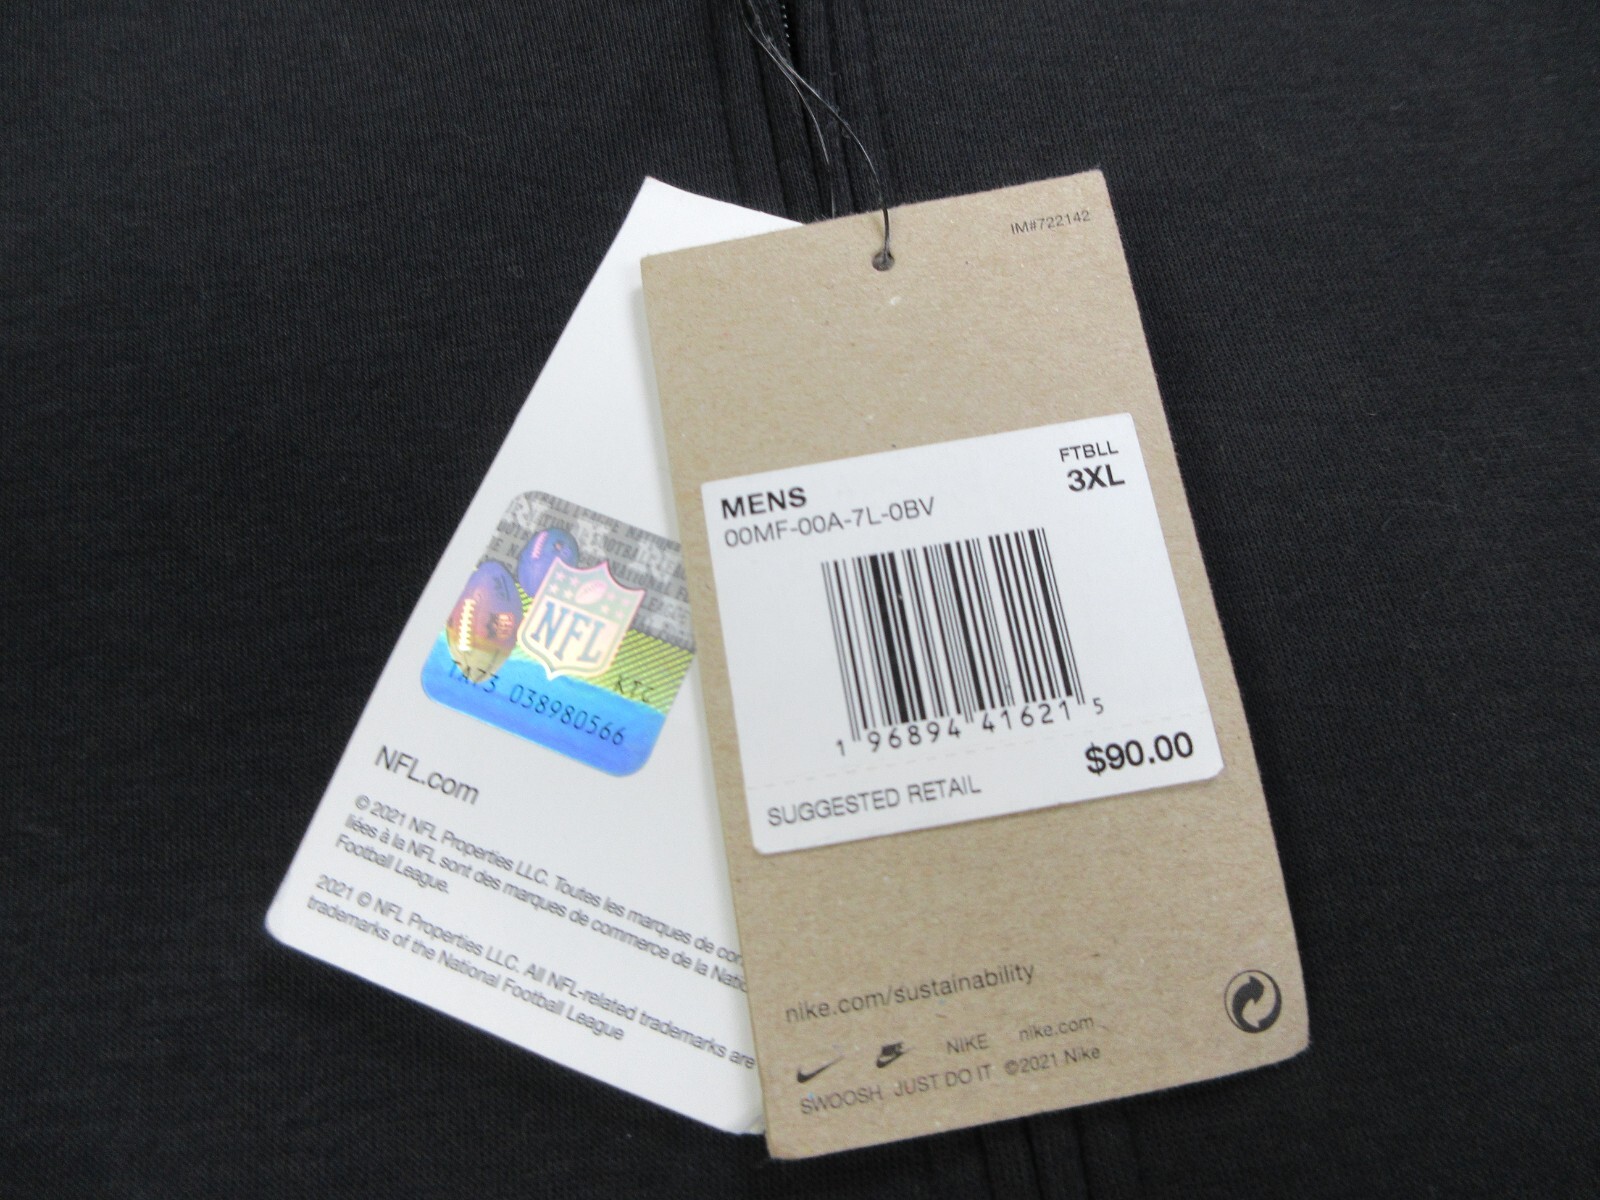 IM#722142
FTBLL
MENS
3XL
00MF-00A-7L-0BV
1 96894 41621 5
$90.00
SUGGESTED RETAIL
nike.com/sustainability
NIKE nike.com
SWOOSH JUST DO IT ©2021 Nike
NFL
KTC
TA73 038980566
NFL.com
© 2021 NFL Properties LLC. Toutes les marques de
liées à la NFL sont des marques de commerce de la
Football League.
2021 © NFL Properties LLC. All NFL-related trademarks are
trademarks of the National Football League